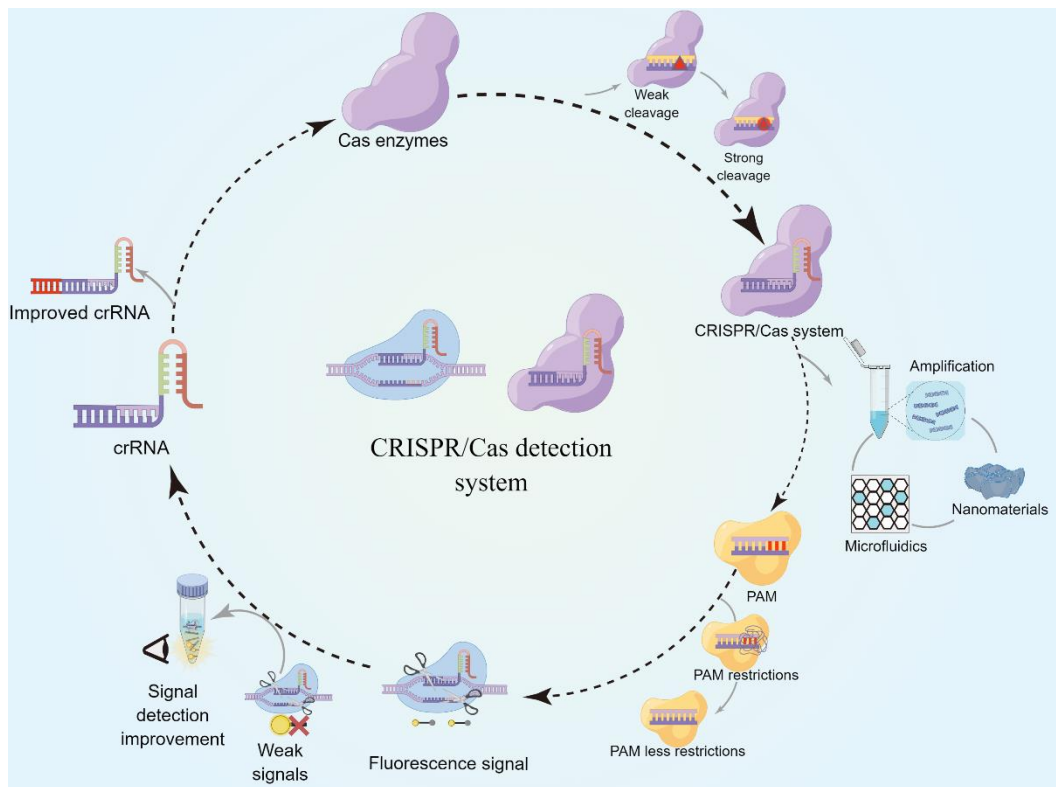 Cas enzymes
Weak
cleavage
Strong
cleavage
CRISPR/Cas system
Amplification
Nanomaterials
Microfluidics
PAM
PAM restrictions
PAM less restrictions
Fluorescence signal
Weak
signals
Signal
detection
improvement
crRNA
Improved crRNA
CRISPR/Cas detection
system